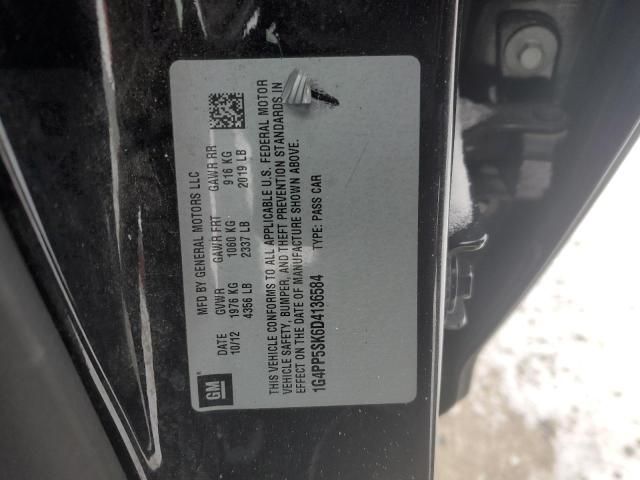 GM
MFD BY GENERAL MOTORS LLC
DATE GVWR GAWR FRT GAWR RR
10/12 1976 KG 1060 KG 916 KG
4356 LB 2337 LB 2019 LB
THIS VEHICLE CONFORMS TO ALL APPLICABLE U.S. FEDERAL MOTOR
VEHICLE SAFETY, BUMPER, AND THEFT PREVENTION STANDARDS IN
EFFECT ON THE DATE OF MANUFACTURE SHOWN ABOVE.
1G4PP5SK6D4136584 TYPE: PASS CAR